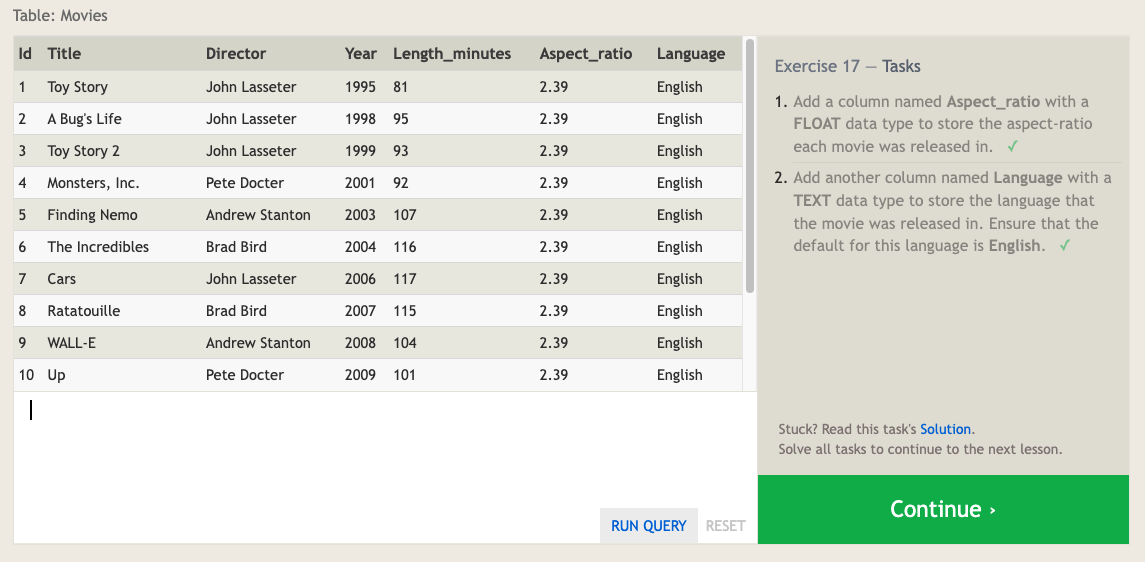 Table: Movies
Id Title Director Year Length_minutes Aspect_ratio Language
1 Toy Story John Lasseter 1995 81 2.39 English
2 A Bug's Life John Lasseter 1998 95 2.39 English
3 Toy Story 2 John Lasseter 1999 93 2.39 English
4 Monsters, Inc. Pete Docter 2001 92 2.39 English
5 Finding Nemo Andrew Stanton 2003 107 2.39 English
6 The Incredibles Brad Bird 2004 116 2.39 English
7 Cars John Lasseter 2006 117 2.39 English
8 Ratatouille Brad Bird 2007 115 2.39 English
9 WALL-E Andrew Stanton 2008 104 2.39 English
10 Up Pete Docter 2009 101 2.39 English
RUN QUERY RESET
Exercise 17 — Tasks
1. Add a column named Aspect_ratio with a
FLOAT data type to store the aspect-ratio
each movie was released in. ✓
2. Add another column named Language with a
TEXT data type to store the language that
the movie was released in. Ensure that the
default for this language is English. ✓
Stuck? Read this task's Solution.
Solve all tasks to continue to the next lesson.
Continue ›